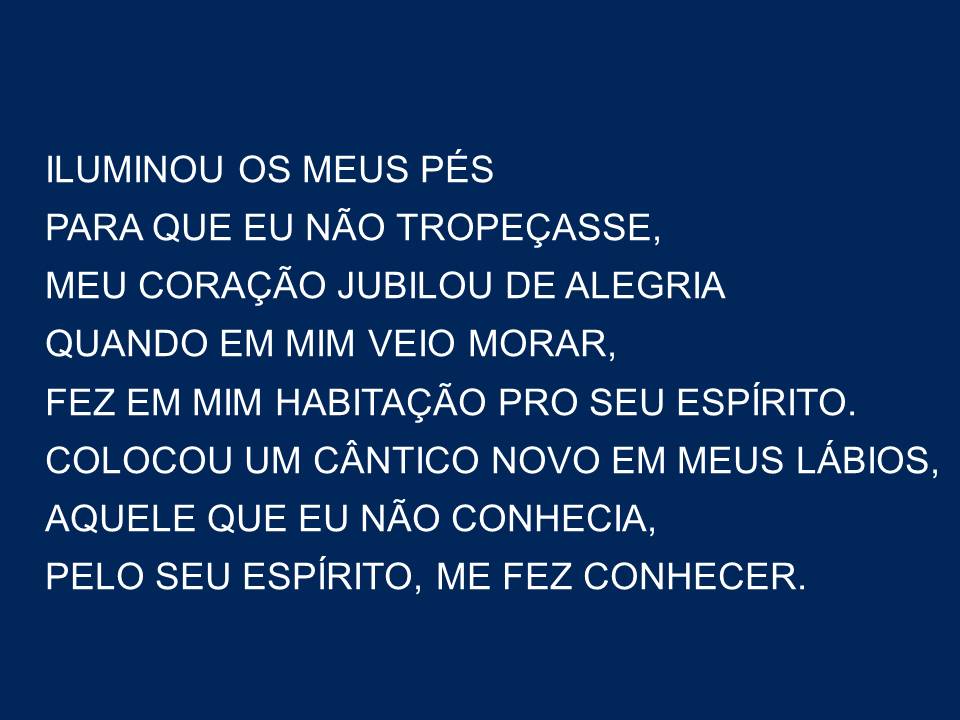 ILUMINOU OS MEUS PÉS
PARA QUE EU NÃO TROPEÇASSE,
MEU CORAÇÃO JUBILOU DE ALEGRIA
QUANDO EM MIM VEIO MORAR,
FEZ EM MIM HABITAÇÃO PRO SEU ESPÍRITO.
COLOCOU UM CÂNTICO NOVO EM MEUS LÁBIOS,
AQUELE QUE EU NÃO CONHECIA,
PELO SEU ESPÍRITO, ME FEZ CONHECER.